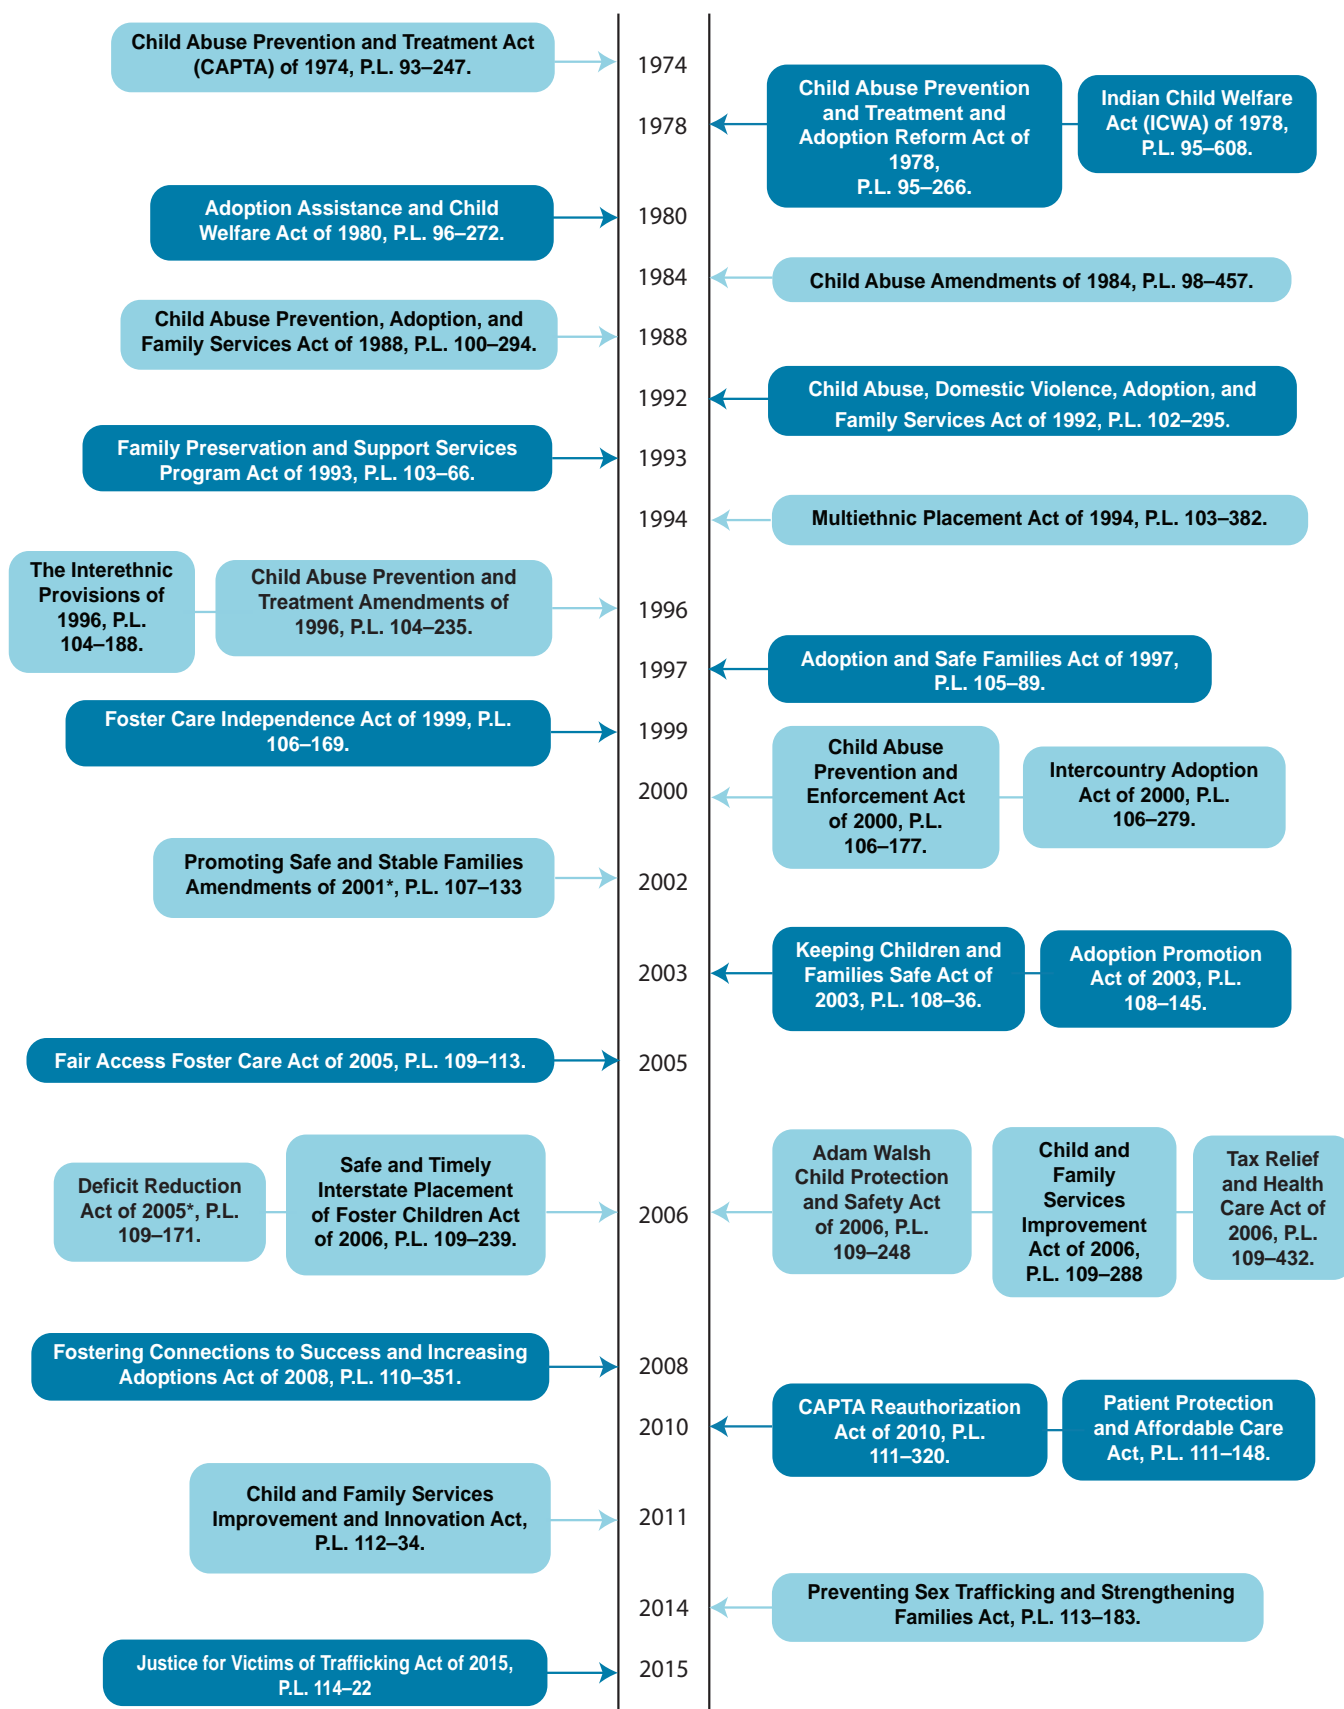 Child Abuse Prevention and Treatment Act
(CAPTA) of 1974, P.L. 93–247.
1974
Child Abuse Prevention
and Treatment and
Adoption Reform Act of
1978,
P.L. 95–266.
Indian Child Welfare
Act (ICWA) of 1978,
P.L. 95–608.
1978
Adoption Assistance and Child
Welfare Act of 1980, P.L. 96–272.
1980
1984
Child Abuse Amendments of 1984, P.L. 98–457.
Child Abuse Prevention, Adoption, and
Family Services Act of 1988, P.L. 100–294.
1988
1992
Child Abuse, Domestic Violence, Adoption, and
Family Services Act of 1992, P.L. 102–295.
Family Preservation and Support Services
Program Act of 1993, P.L. 103–66.
1993
1994
Multiethnic Placement Act of 1994, P.L. 103–382.
The Interethnic
Provisions of
1996, P.L.
104–188.
Child Abuse Prevention and
Treatment Amendments of
1996, P.L. 104–235.
1996
1997
Adoption and Safe Families Act of 1997,
P.L. 105–89.
Foster Care Independence Act of 1999, P.L.
106–169.
1999
2000
Child Abuse
Prevention and
Enforcement Act
of 2000, P.L.
106–177.
Intercountry Adoption
Act of 2000, P.L.
106–279.
Promoting Safe and Stable Families
Amendments of 2001*, P.L. 107–133
2002
2003
Keeping Children and
Families Safe Act of
2003, P.L. 108–36.
Adoption Promotion
Act of 2003, P.L.
108–145.
Fair Access Foster Care Act of 2005, P.L. 109–113.
2005
Deficit Reduction
Act of 2005*, P.L.
109–171.
Safe and Timely
Interstate Placement
of Foster Children Act
of 2006, P.L. 109–239.
2006
Adam Walsh
Child Protection
and Safety Act
of 2006, P.L.
109–248
Child and
Family
Services
Improvement
Act of 2006,
P.L. 109–288
Tax Relief
and Health
Care Act of
2006, P.L.
109–432.
Fostering Connections to Success and Increasing
Adoptions Act of 2008, P.L. 110–351.
2008
2010
CAPTA Reauthorization
Act of 2010, P.L.
111–320.
Patient Protection
and Affordable Care
Act, P.L. 111–148.
Child and Family Services
Improvement and Innovation Act,
P.L. 112–34.
2011
2014
Preventing Sex Trafficking and Strengthening
Families Act, P.L. 113–183.
Justice for Victims of Trafficking Act of 2015,
P.L. 114–22
2015